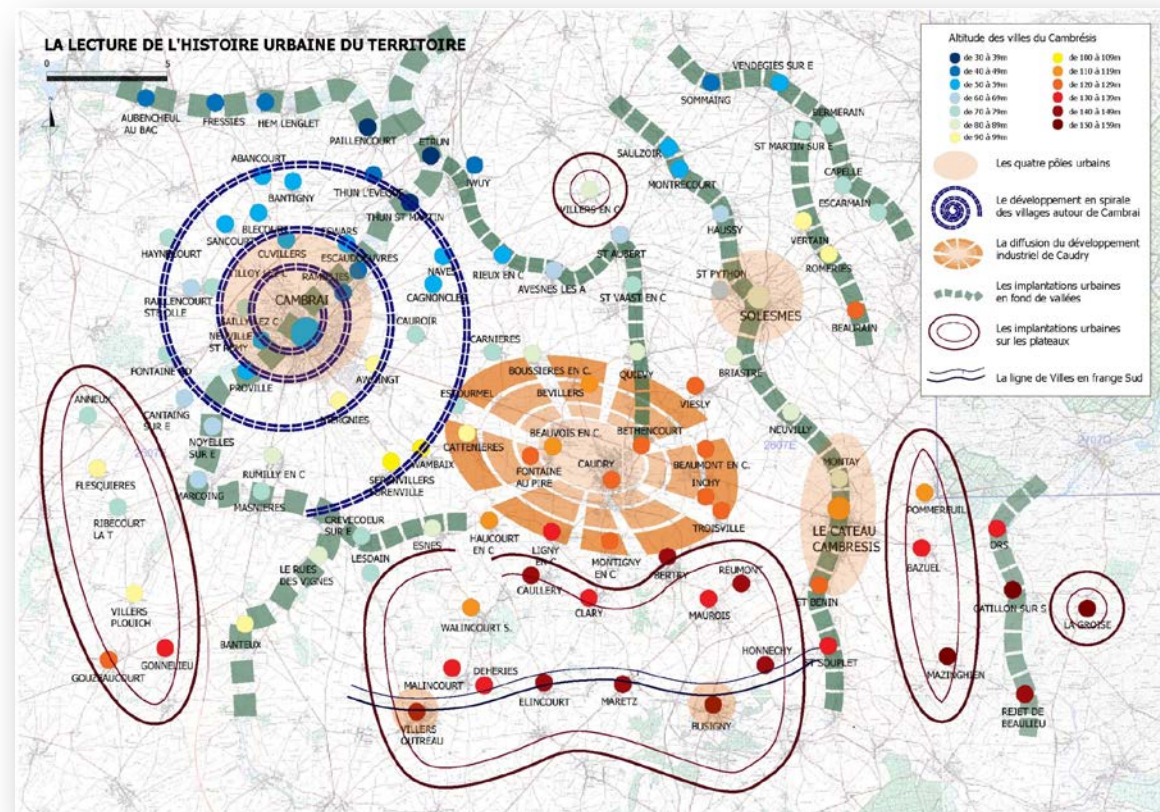 LA LECTURE DE L'HISTOIRE URBAINE DU TERRITOIRE
0
5
Altitude des villes du Cambrésis
de 30 à 39m
de 40 à 49m
de 50 à 59m
de 60 à 69m
de 70 à 79m
de 80 à 89m
de 90 à 99m
de 100 à 109m
de 110 à 119m
de 120 à 129m
de 130 à 139m
de 140 à 149m
de 150 à 159m
Les quatre pôles urbains
Le développement en spirale
des villages autour de Cambrai
La diffusion du développement
industriel de Caudry
Les implantations urbaines
en fond de vallées
Les implantations urbaines
sur les plateaux
La ligne de Villes en frange Sud
AUBENCHEUL
AU BAC
FRESSIES
HEM LENGLET
PAILLENCOURT
ETRUN
IWUY
ABANCOURT
BANTIGNY
THUN L'EVEQUE
THUN ST MARTIN
BLECOURT
SANCOURT
CUVILLERS
ESWARS
ESCAUDOEUVRES
HAYNECOURT
RAMILLIES
CAMBRAI
RAILLENCOURT
STE OLLE
NEUVILLE
ST REMY
FONTAINE ND
PROVILLE
NAVES
CAGNONCLES
CAUROIR
AWOINGT
NIERGNIES
CANTAING
SUR E
NOYELLES
SUR E
RUMILLY EN C
MARCOING
MASNIERES
CREVECOEUR
SUR E
LESDAIN
LE RUES
DES VIGNES
BANTEUX
ESNES
ANNEUX
FLESQUIERES
RIBECOURT
LA T
VILLERS
PLOUICH
GONNELIEU
GOUZEAUCOURT
RIEUX EN C
AVESNES LES A
VILLERS EN C
ST AUBERT
ST VAAST EN C
SAULZOIR
MONTRECOURT
HAUSSY
ST PYTHON
SOLESMES
SOMMAING
VENDEGIES SUR E
BERMERAIN
ST MARTIN SUR E
CAPELLE
ESCARMAIN
VERTAIN
ROMERIES
BEAURAIN
BRIASTRE
NEUVILLY
MONTAY
LE CATEAU
CAMBRESIS
CARNIERES
BOUSSIERES EN C.
BEVILLERS
QUIEVY
VIESLY
ESTOURMEL
CATTENIERES
WAMBAIX
BEAUVOIS EN C.
FONTAINE
AU PIRE
CAUDRY
BETHENCOURT
BEAUMONT EN C.
INCHY
TROISVILLE
HAUCOURT
EN C
LIGNY
EN C
MONTIGNY
EN C
BERTRY
REUMONT
CAULLERY
CLARY
MAUROIS
WALINCOURT S.
HONNECHY
ST BENIN
ST SOUPLET
MALINCOURT
DEHERIES
ELINCOURT
MARETZ
BUSIGNY
VILLERS
OUTREAU
POMMEREUIL
BAZUEL
MAZINGHIEN
ORS
CATILLON SUR S
LA GROISE
REJET DE
BEAULIEU